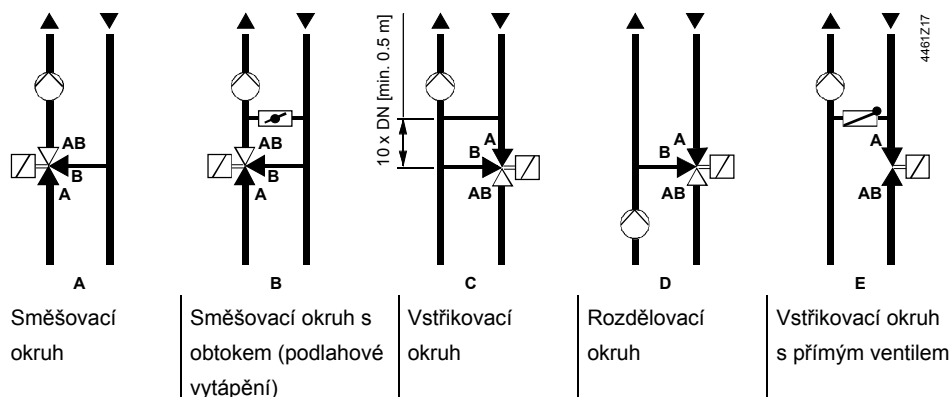 4461Z17
10 x DN [min. 0.5 m]
AB
B
A
AB
B
A
A
B
AB
A
B
AB
A
AB
A
B
C
D
E
Směšovací
okruh
Směšovací okruh s
obtokem (podlahové
vytápění)
Vstřikovací
okruh
Rozdělovací
okruh
Vstřikovací okruh
s přímým ventilem